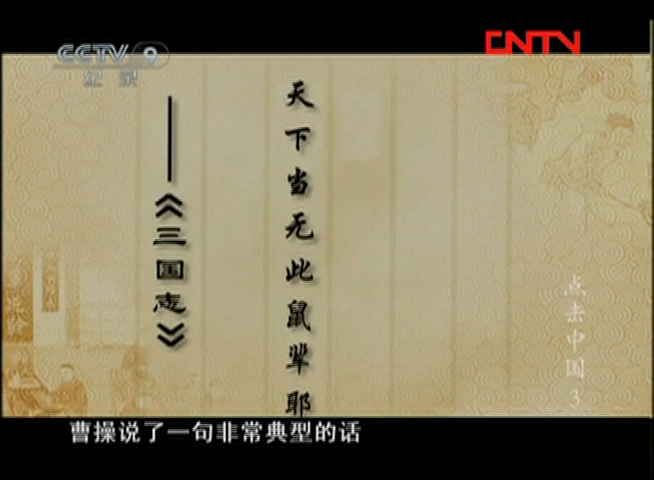 CCTV 9
纪录
CNTV
天下当无此鼠辈耶
——《三国志》
点击中国3
曹操说了一句非常典型的话